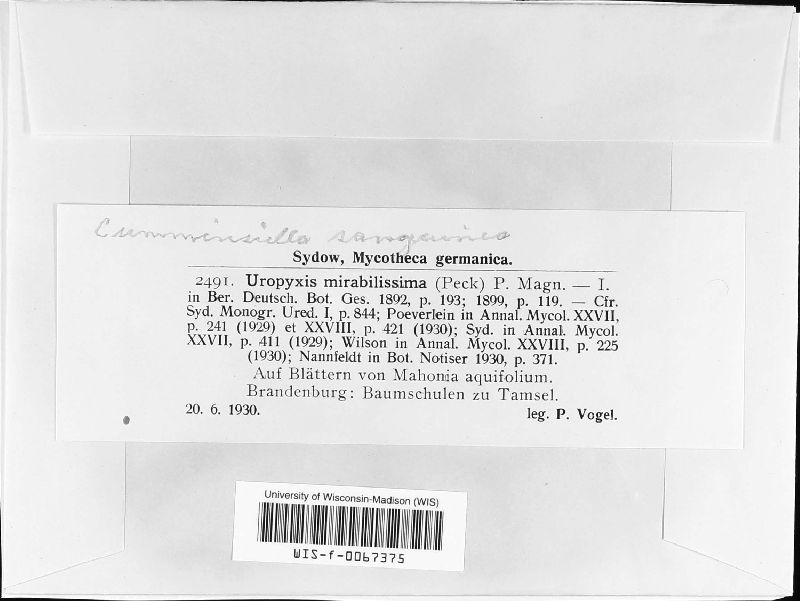 Cumminsiella sanguinea
Sydow, Mycotheca germanica.
2491. Uropyxis mirabilissima (Peck) P. Magn. — I.
in Ber. Deutsch. Bot. Ges. 1892, p. 193; 1899, p. 119. — Cfr.
Syd. Monogr. Ured. I, p. 844; Poeverlein in Annal. Mycol. XXVII,
p. 241 (1929) et XXVIII, p. 421 (1930); Syd. in Annal. Mycol.
XXVII, p. 411 (1929); Wilson in Annal. Mycol. XXVIII, p. 225
(1930); Nannfeldt in Bot. Notiser 1930, p. 371.
Auf Blättern von Mahonia aquifolium.
Brandenburg: Baumschulen zu Tamsel.
20. 6. 1930. leg. P. Vogel.
University of Wisconsin-Madison (WIS)
WIS-f-0067375